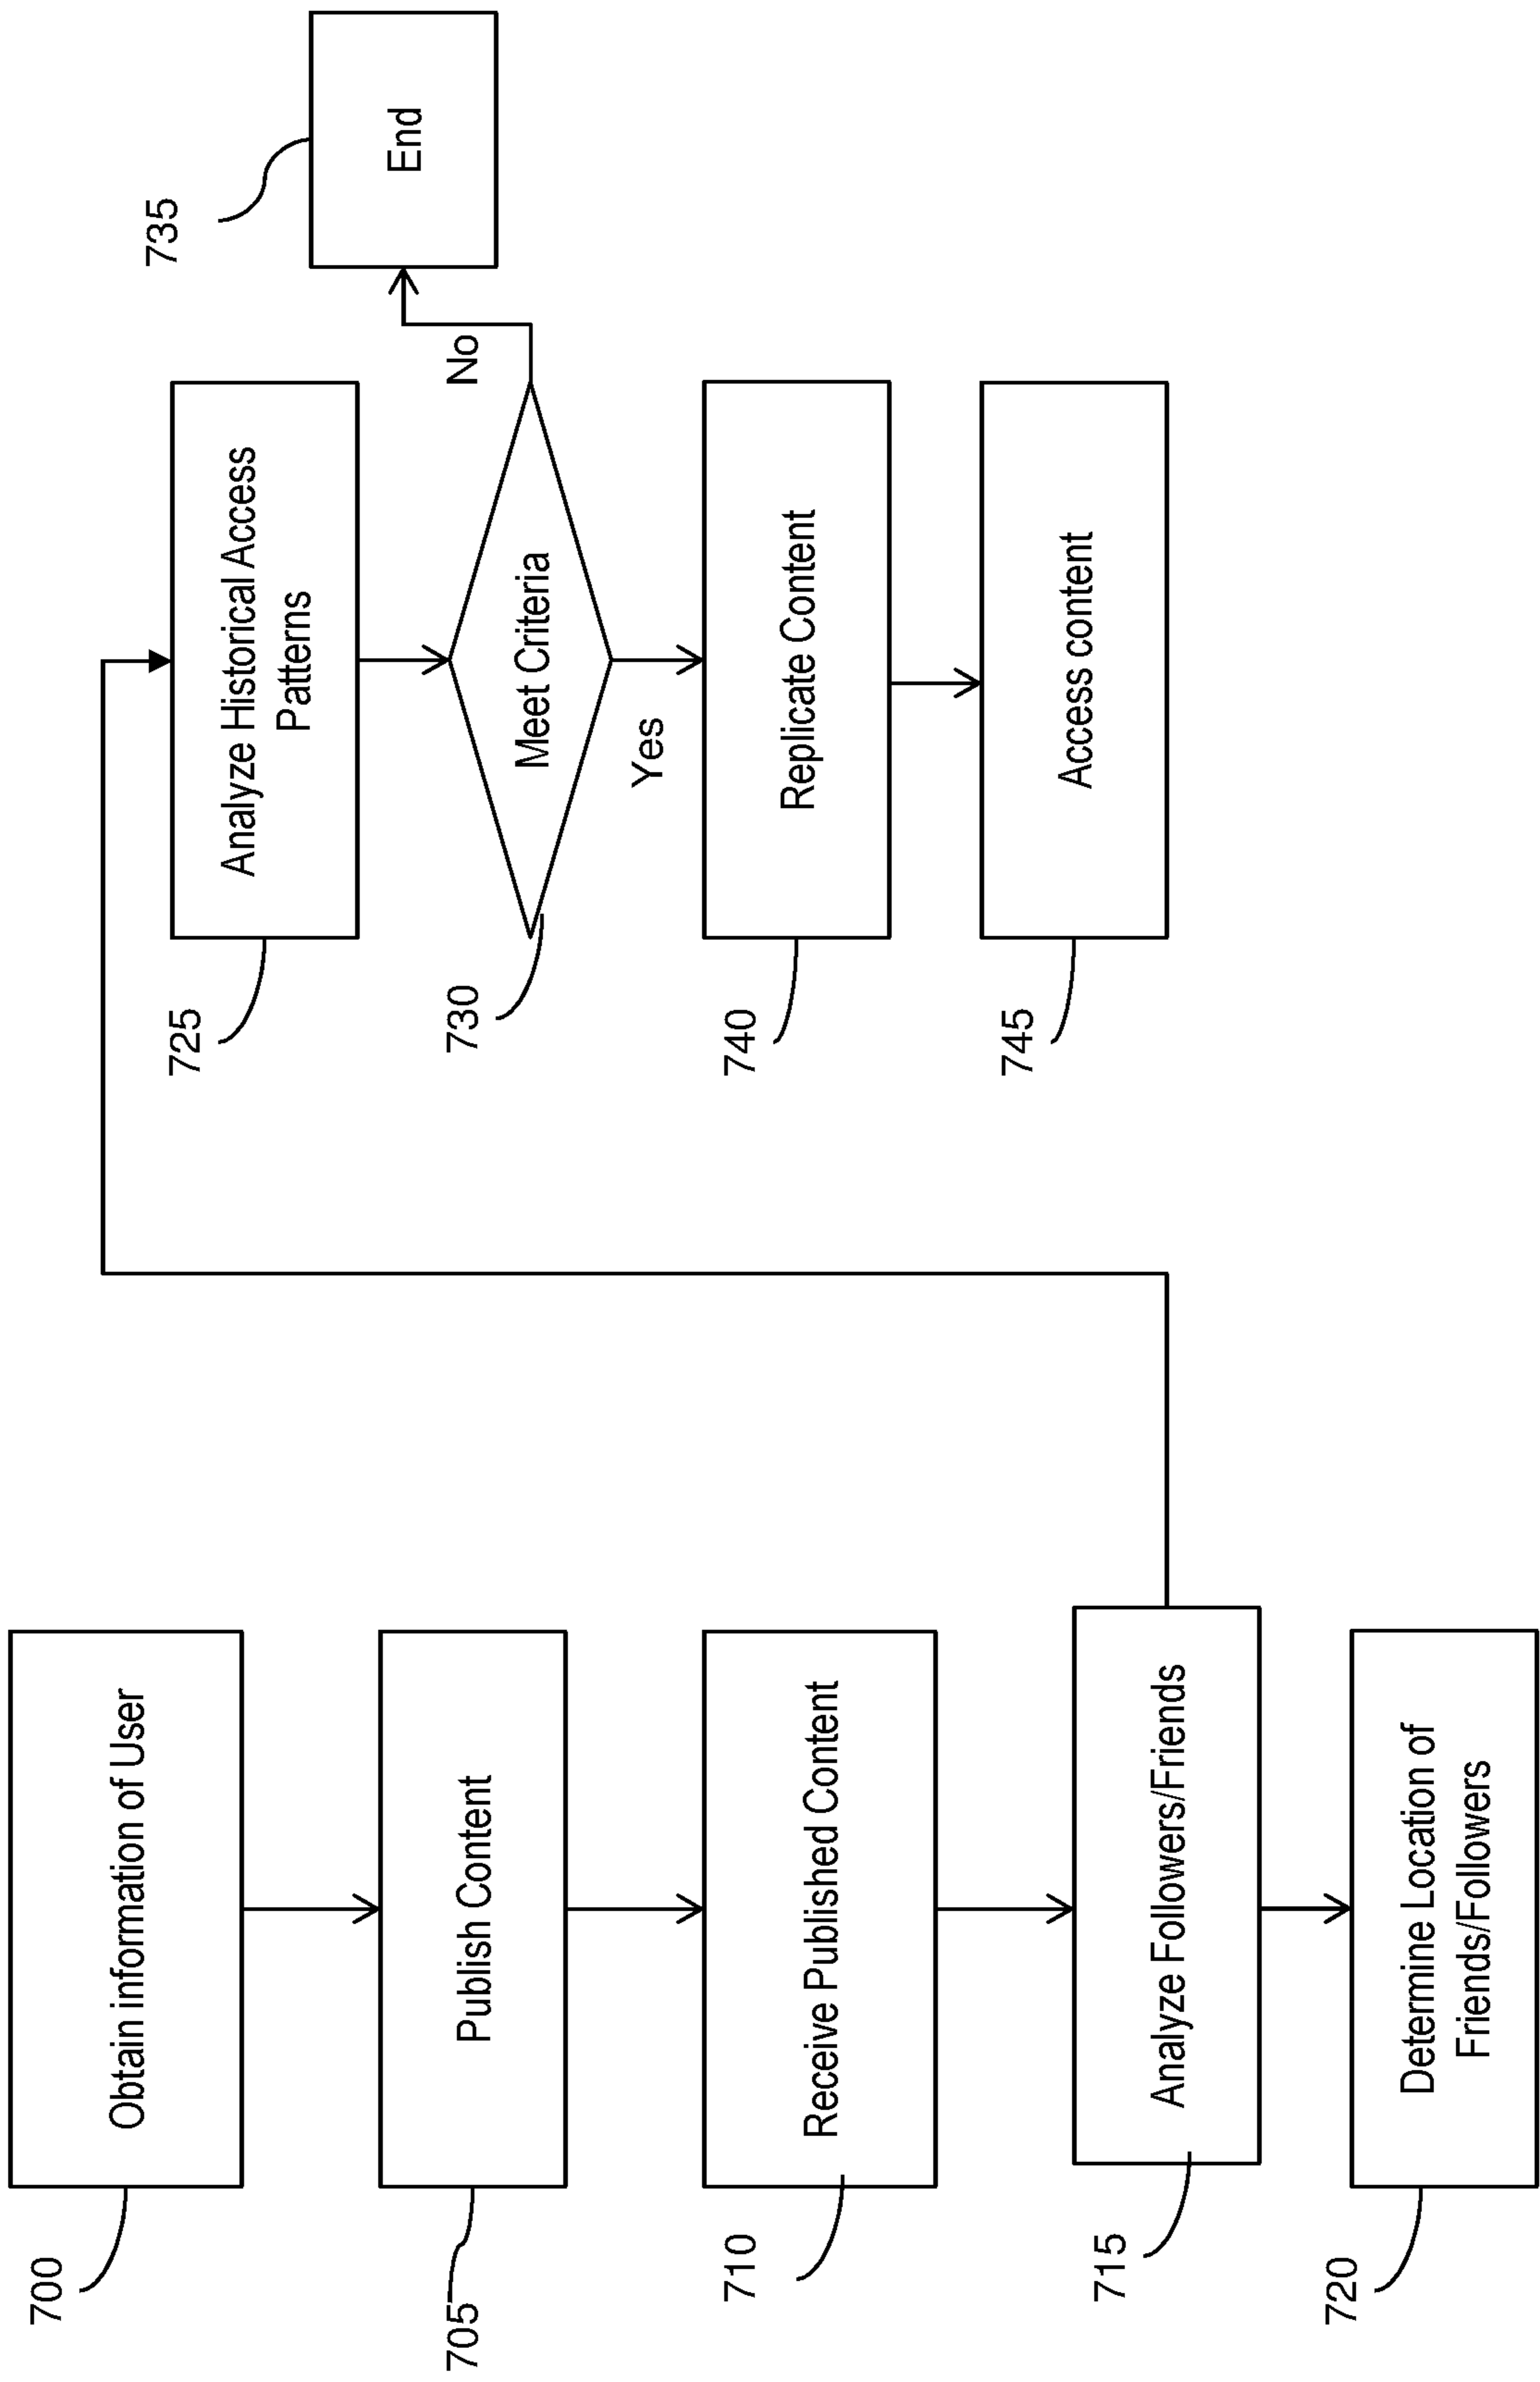 700
Obtain information of User
705
Publish Content
710
Receive Published Content
715
Analyze Followers/Friends
720
Determine Location of
Friends/Followers
725
Analyze Historical Access
Patterns
730
Meet Criteria
No
735
End
Yes
740
Replicate Content
745
Access content